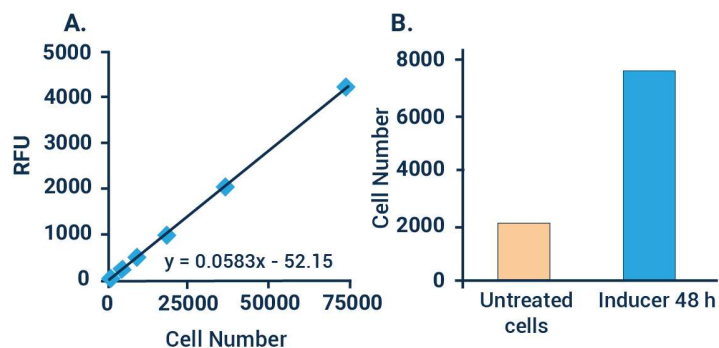 A.
5000
4000
3000
2000
1000
0
RFU
y = 0.0583x - 52.15
0 25000 50000 75000
Cell Number
B.
8000
6000
4000
2000
0
Cell Number
Untreated
cells
Inducer 48 h